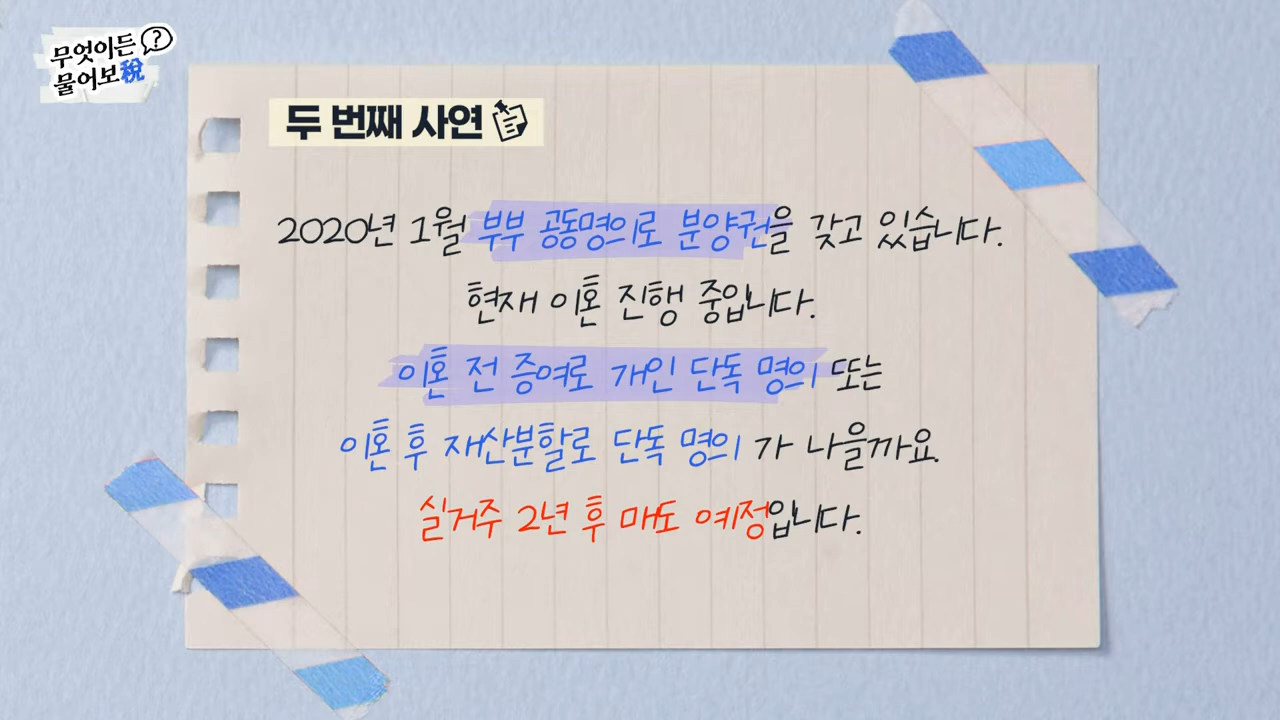 무엇이든?
물어보稅
두 번째 사연
2020년 1월 부부 공동명의로 분양권을 갖고 있습니다.
현재 이혼 진행 중입니다.
이혼 전 증여로 개인 단독 명의 또는
이혼 후 재산분할로 단독 명의 가 나을까요.
실거주 2년 후 매도 예정입니다.